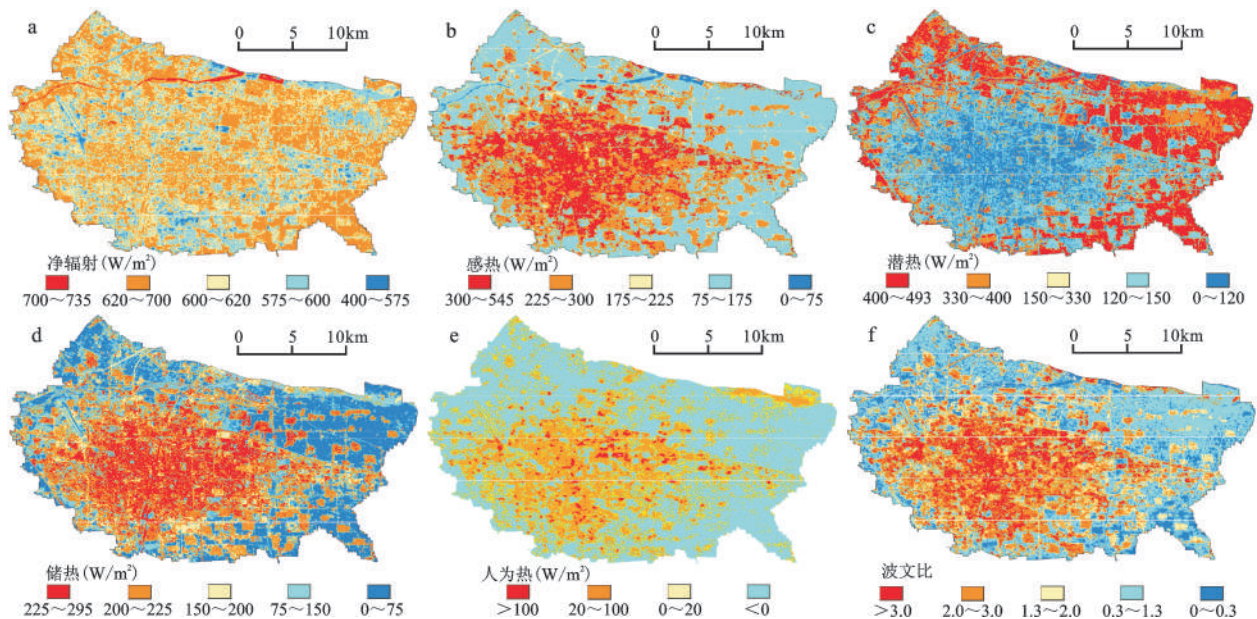 a
0 5 10km
净辐射(W/m²)
700～735 620～700 600～620 575～600 400～575
b
0 5 10km
感热(W/m²)
300～545 225～300 175～225 75～175 0～75
c
0 5 10km
潜热(W/m²)
400～493 330～400 150～330 120～150 0～120
d
0 5 10km
储热(W/m²)
225～295 200～225 150～200 75～150 0～75
e
0 5 10km
人为热(W/m²)
>100 20～100 0～20 <0
f
0 5 10km
波文比
>3.0 2.0～3.0 1.3～2.0 0.3～1.3 0～0.3